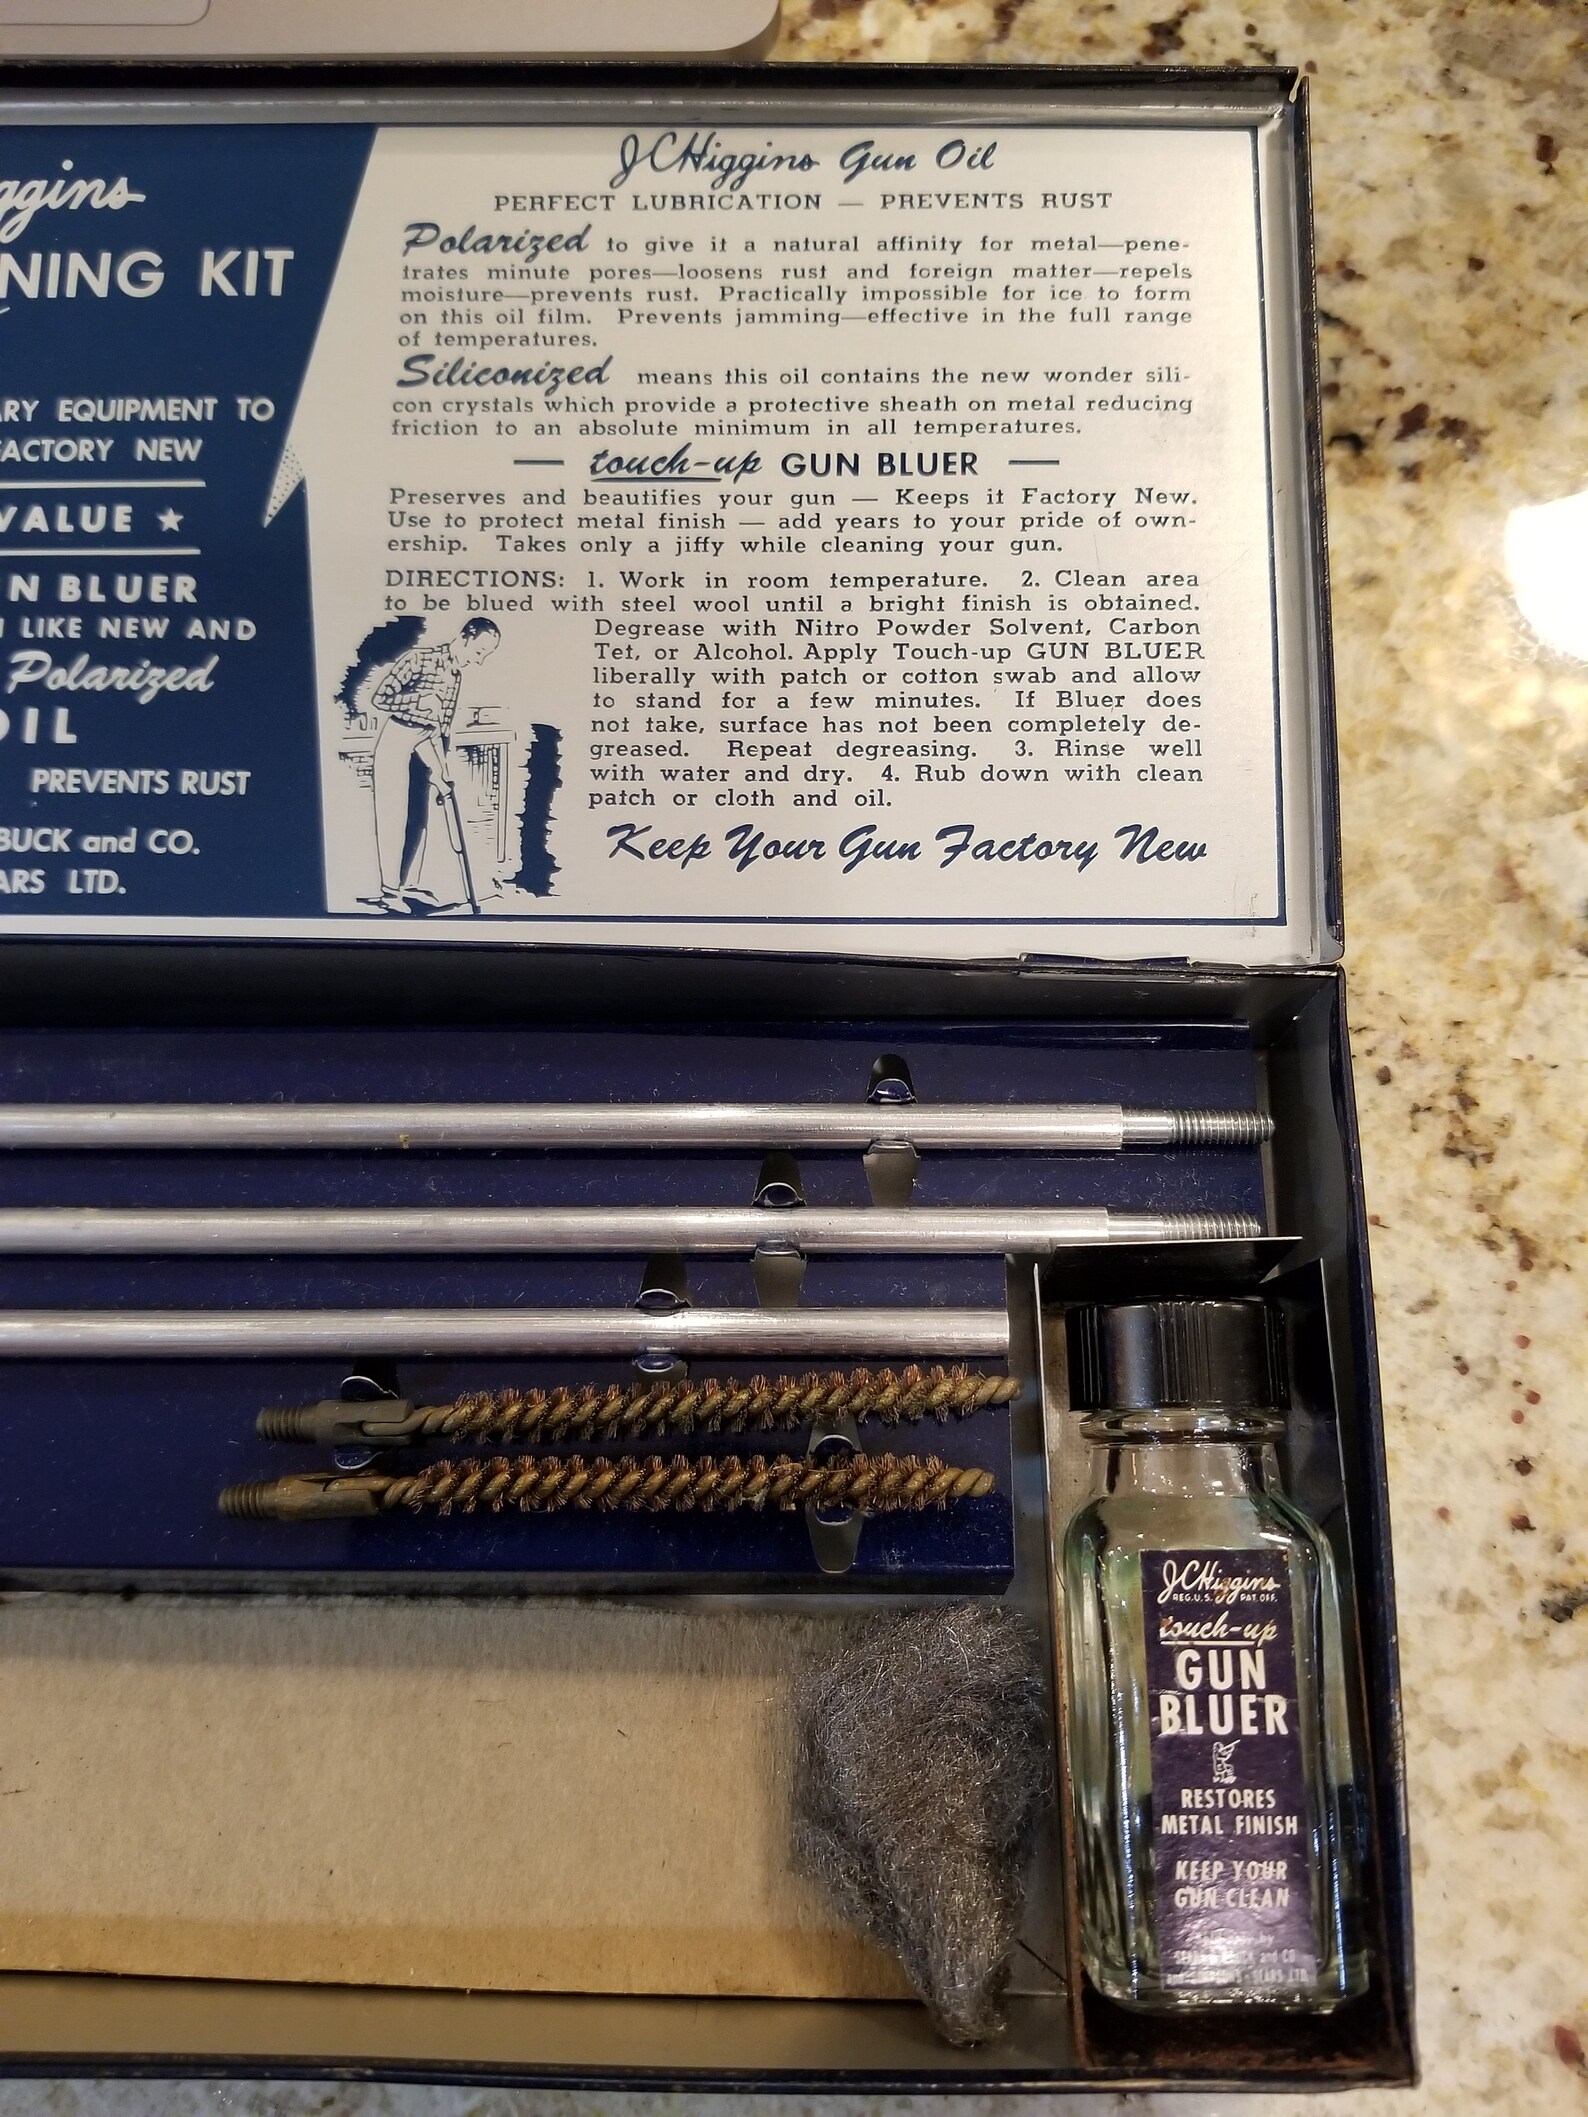 ggins
NING KIT
ARY EQUIPMENT TO
FACTORY NEW
VALUE ★
N BLUER
LIKE NEW AND
Polarized
OIL
PREVENTS RUST
BUCK and CO.
ARS LTD.
JCHiggins Gun Oil
PERFECT LUBRICATION — PREVENTS RUST
Polarized to give it a natural affinity for metal—pene-
trates minute pores—loosens rust and foreign matter—repels
moisture—prevents rust. Practically impossible for ice to form
on this oil film. Prevents jamming—effective in the full range
of temperatures.
Siliconized means this oil contains the new wonder sili-
con crystals which provide a protective sheath on metal reducing
friction to an absolute minimum in all temperatures.
— touch-up GUN BLUER —
Preserves and beautifies your gun — Keeps it Factory New.
Use to protect metal finish — add years to your pride of own-
ership. Takes only a jiffy while cleaning your gun.
DIRECTIONS: 1. Work in room temperature. 2. Clean area
to be blued with steel wool until a bright finish is obtained.
Degrease with Nitro Powder Solvent, Carbon
Tet, or Alcohol. Apply Touch-up GUN BLUER
liberally with patch or cotton swab and allow
to stand for a few minutes. If Bluer does
not take, surface has not been completely de-
greased. Repeat degreasing. 3. Rinse well
with water and dry. 4. Rub down with clean
patch or cloth and oil.
Keep Your Gun Factory New
JCHiggins
REG. U.S. PAT. OFF.
touch-up
GUN
BLUER
RESTORES
METAL FINISH
KEEP YOUR
GUN CLEAN
by
and CO
SEARS LTD.